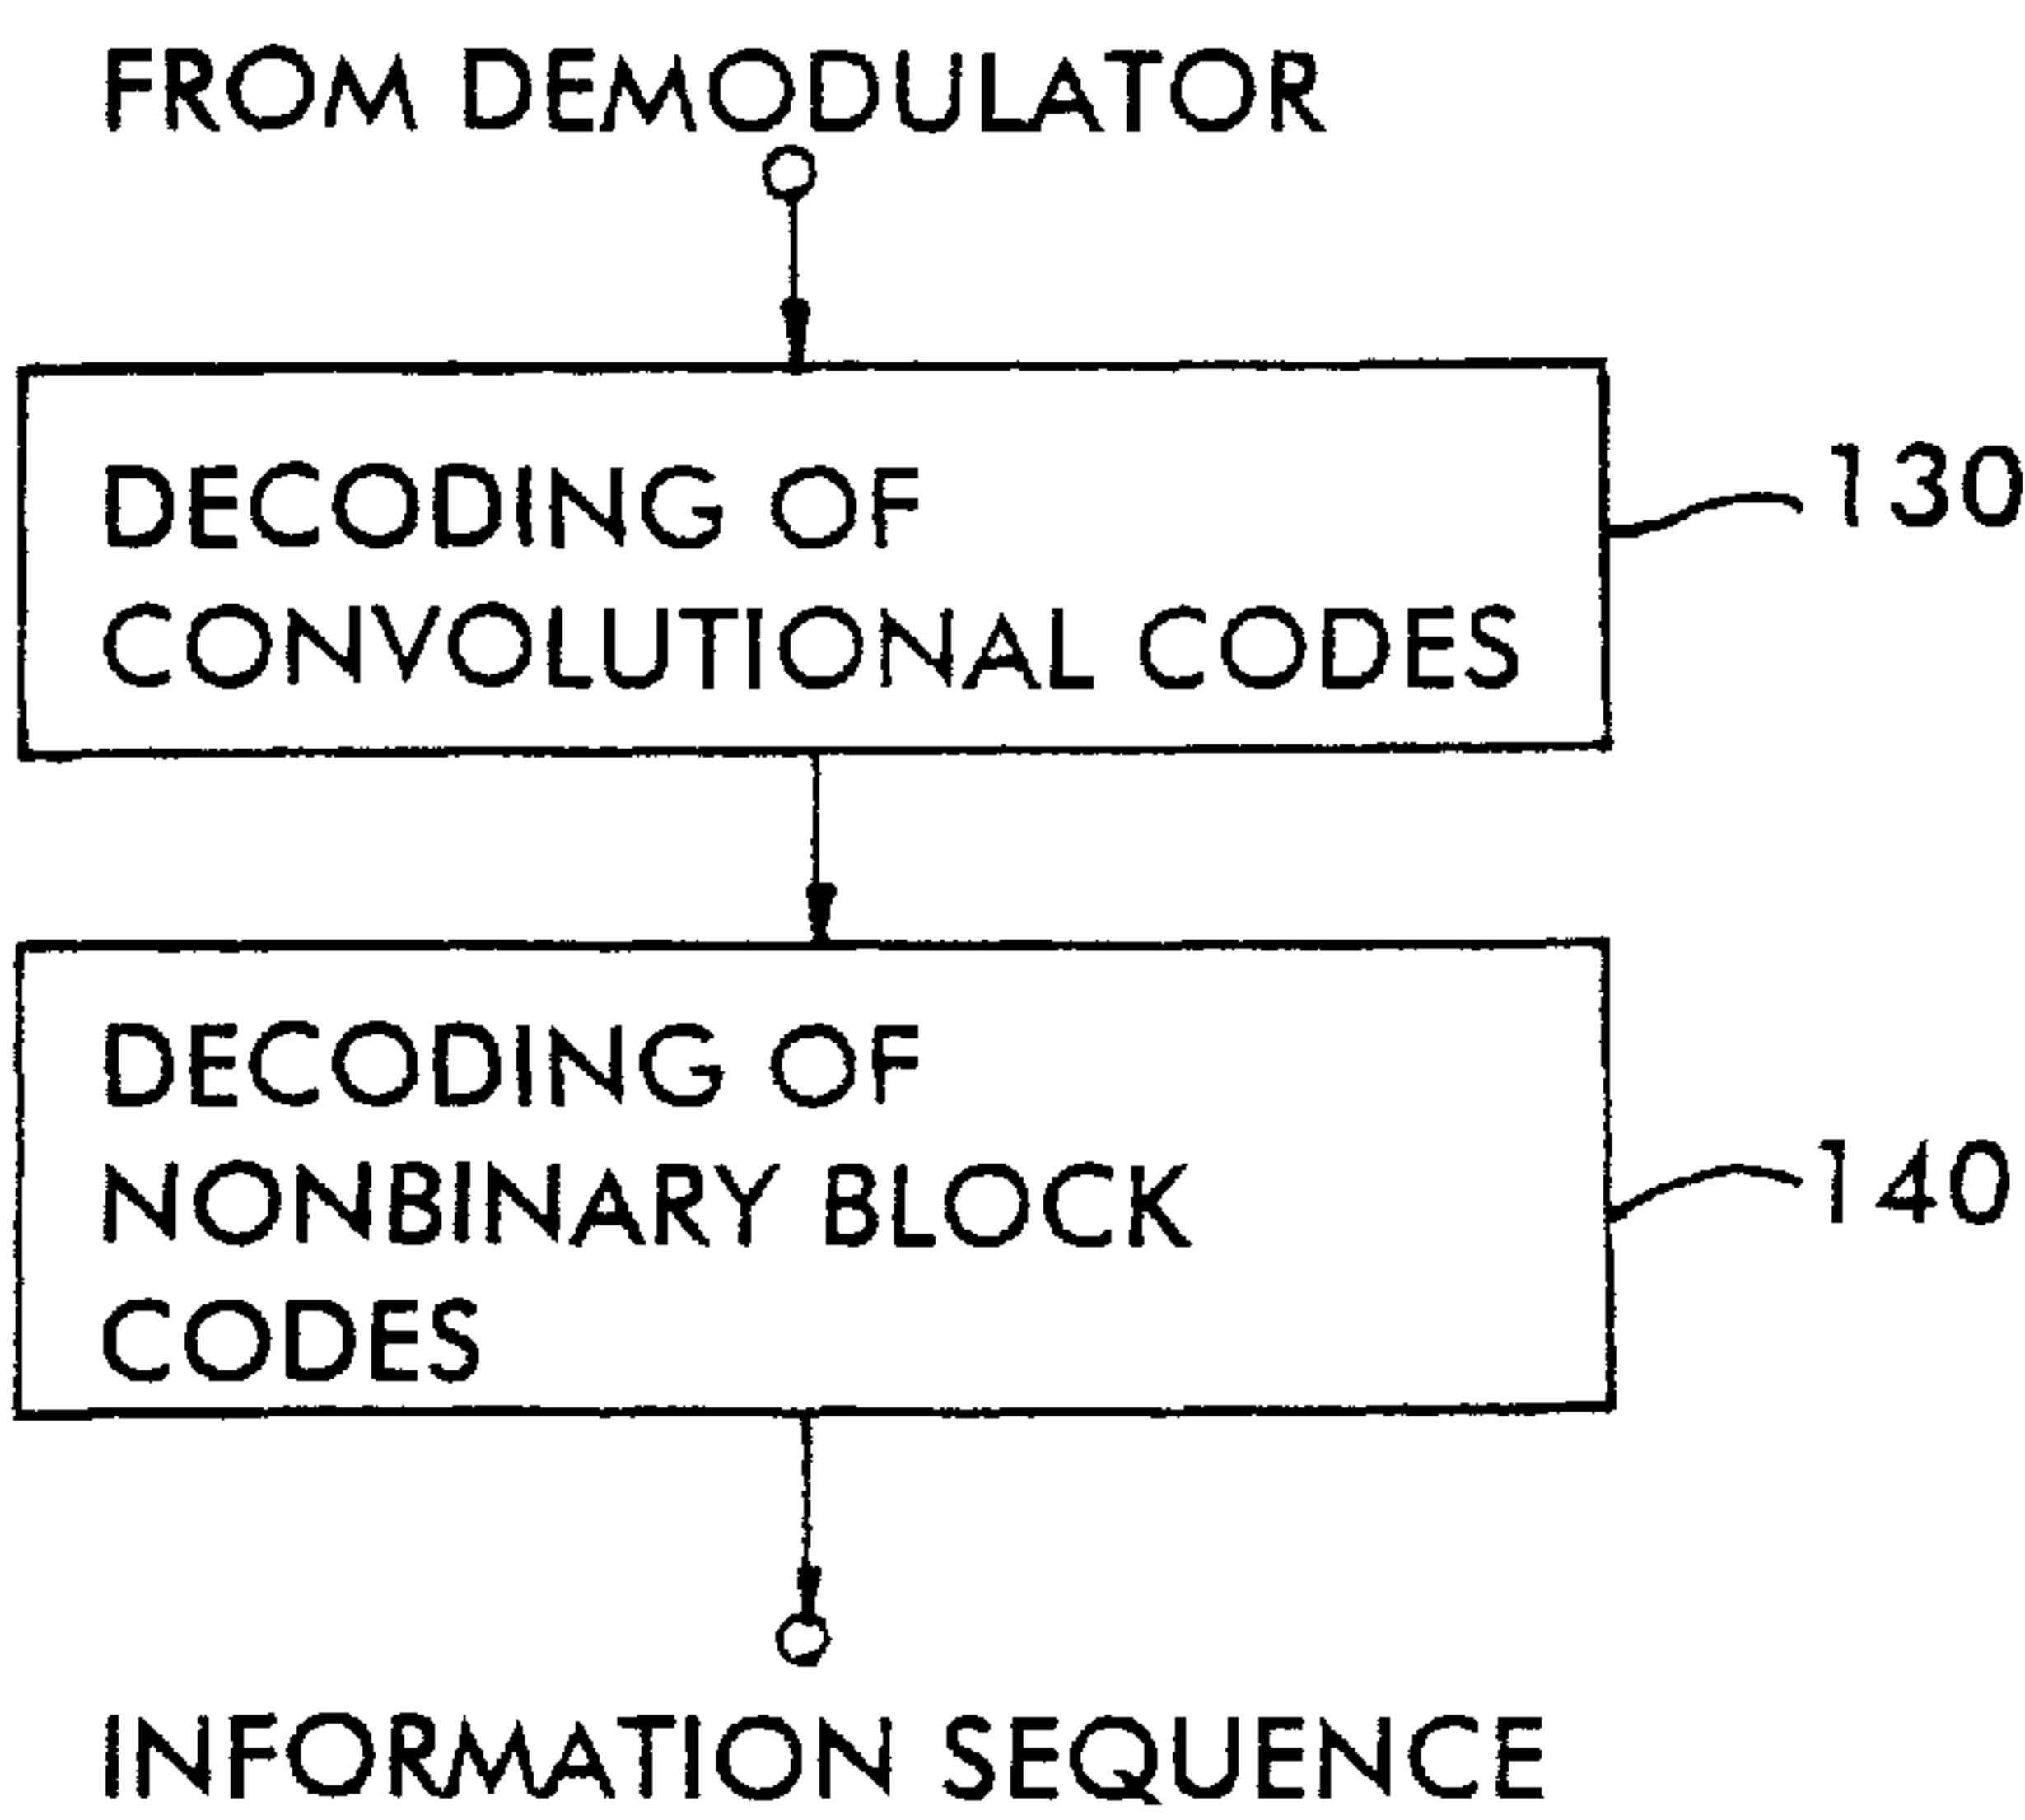 FROM DEMODULATOR
DECODING OF
CONVOLUTIONAL CODES
130
DECODING OF
NONBINARY BLOCK
CODES
140
INFORMATION SEQUENCE